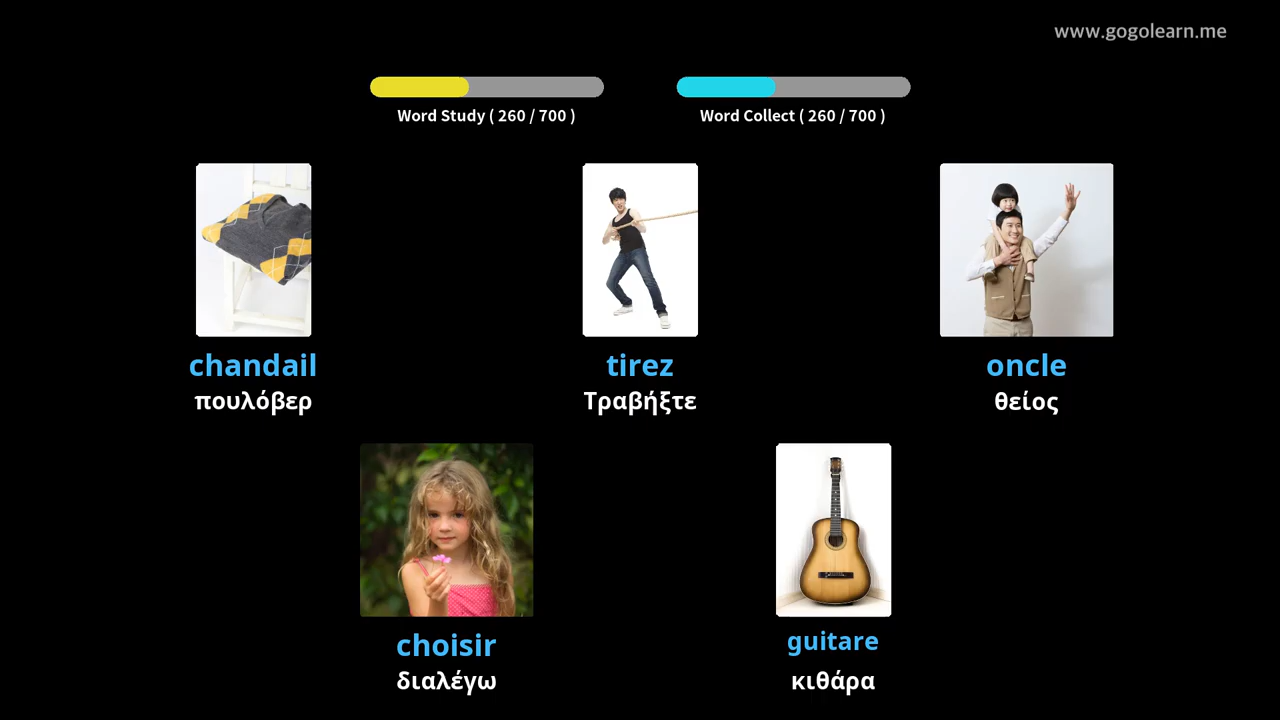 www.gogolearn.me
Word Study ( 260 / 700 )
Word Collect ( 260 / 700 )
chandail
πουλόβερ
tirez
Τραβήξτε
oncle
θείος
choisir
διαλέγω
guitare
κιθάρα